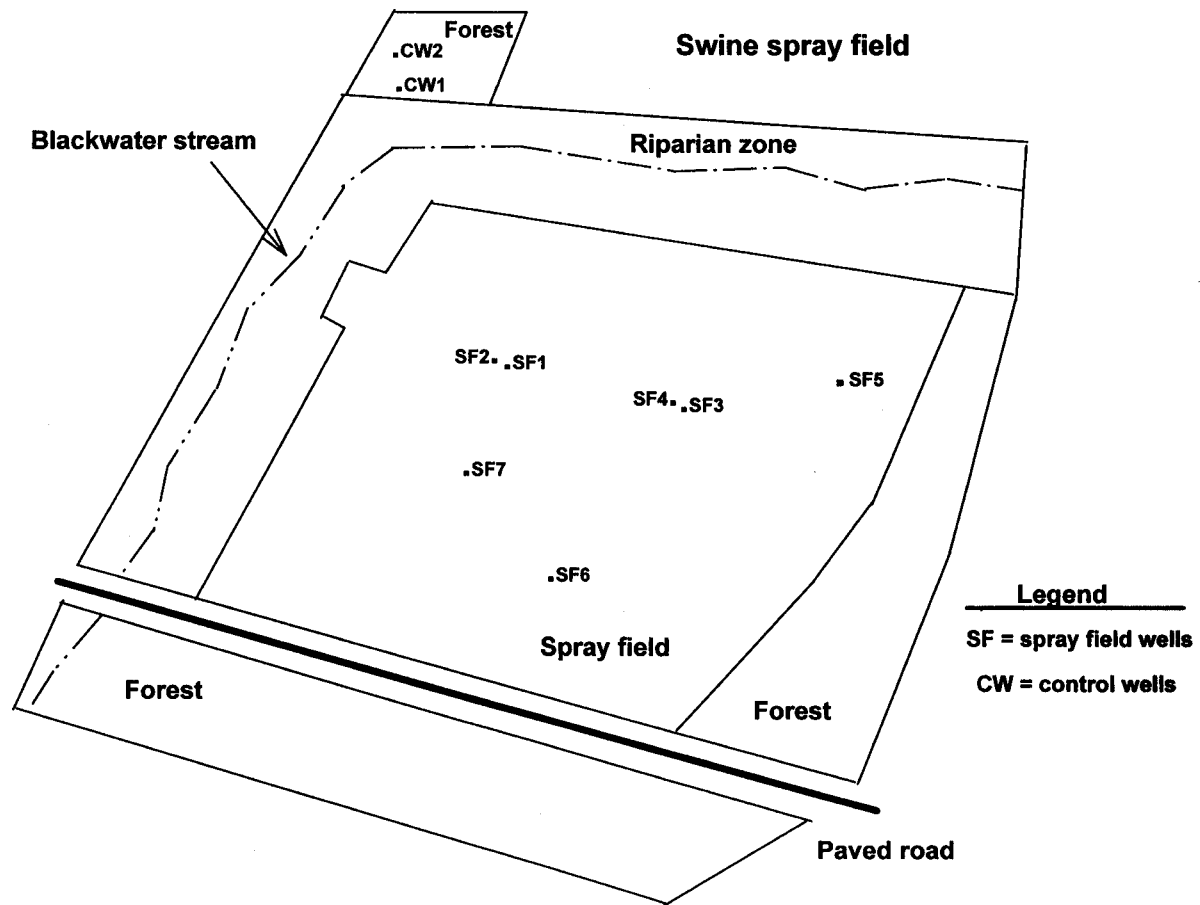 Forest
CW2
CW1
Swine spray field
Blackwater stream
Riparian zone
SF2 SF1
SF5
SF4 SF3
SF7
SF6
Legend
SF = spray field wells
CW = control wells
Spray field
Forest
Forest
Paved road